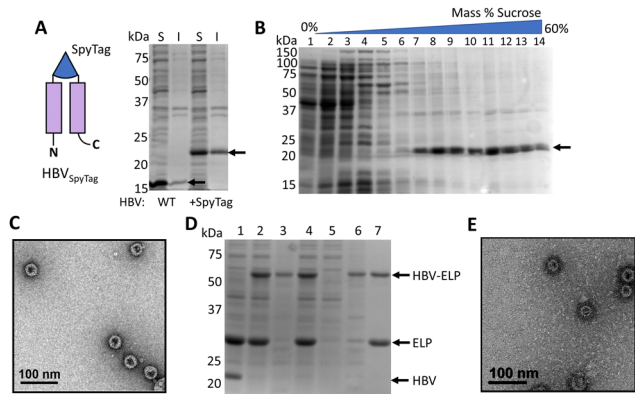 A
SpyTag
N
C
HBVSpyTag
kDa
S I S I
75
50
37
25
20
15
HBV: WT +SpyTag
B
Mass % Sucrose
0%
60%
kDa
1 2 3 4 5 6 7 8 9 10 11 12 13 14
150
100
75
50
37
25
20
15
C
100 nm
D
kDa
1 2 3 4 5 6 7
75
50
37
25
20
HBV-ELP
ELP
HBV
E
100 nm